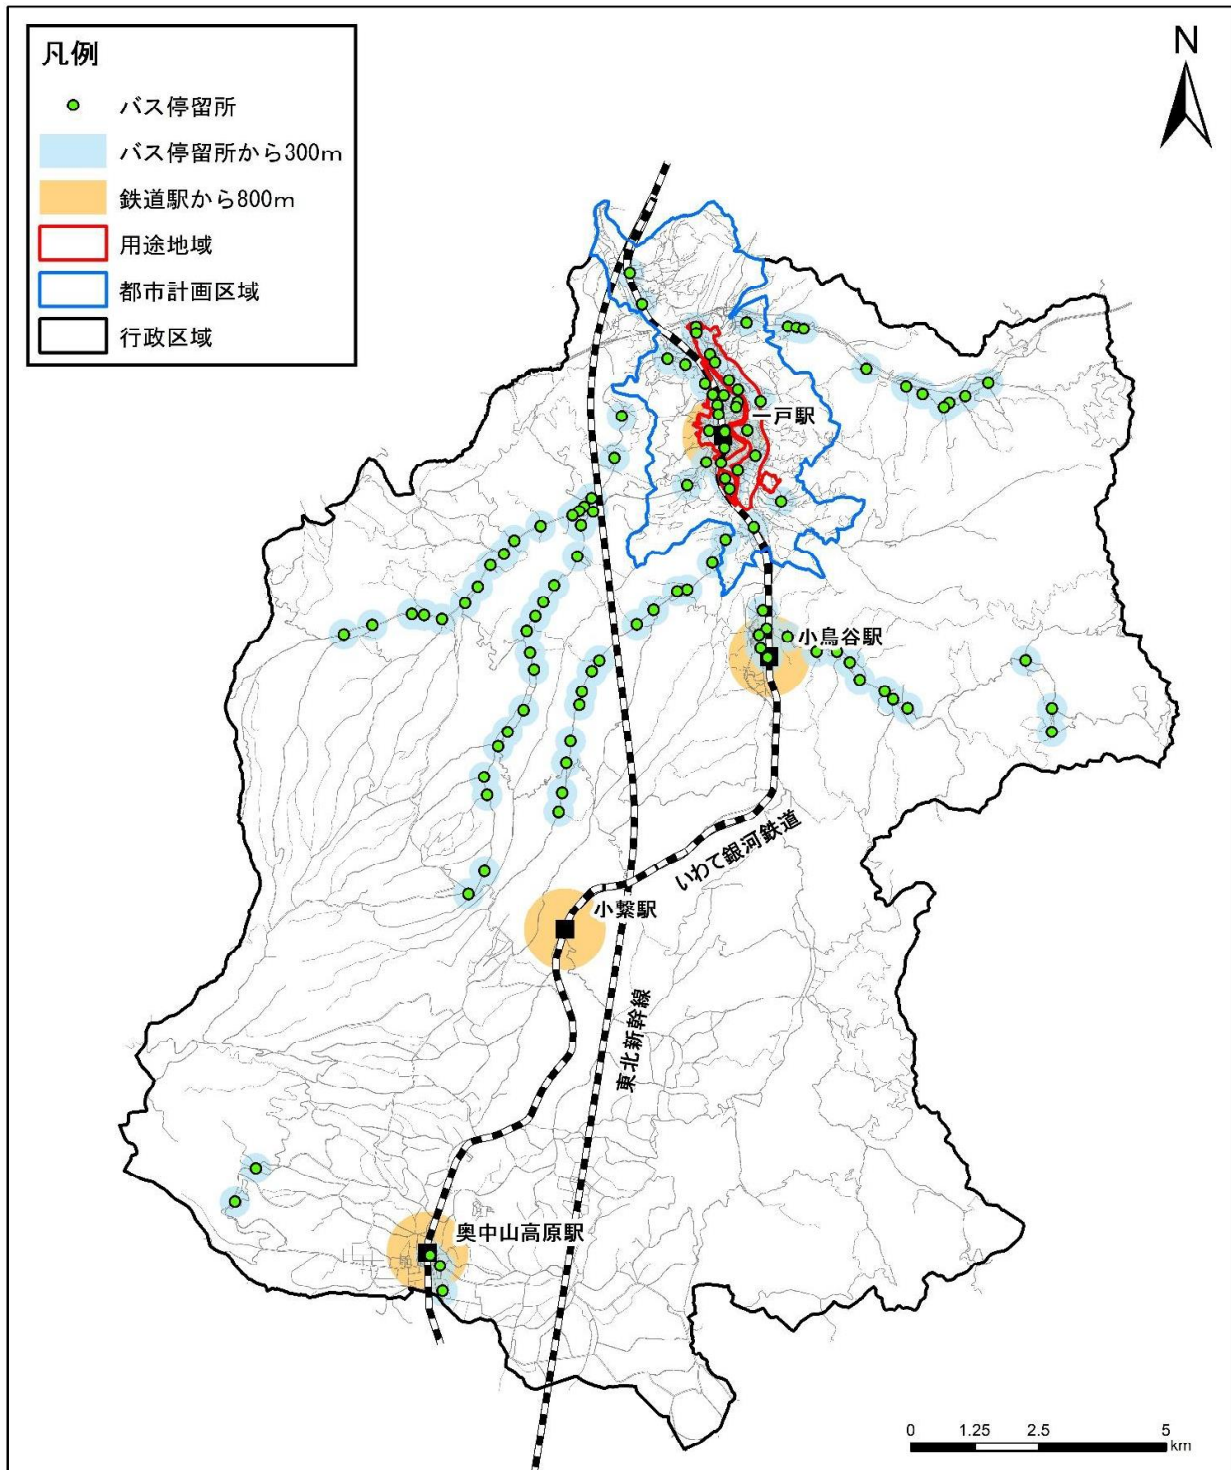 凡例
バス停留所
バス停留所から300m
鉄道駅から800m
用途地域
都市計画区域
行政区域
N
一戸駅
小鳥谷駅
いわて銀河鉄道
小繋駅
東北新幹線
奥中山高原駅
0 1.25 2.5 5
km